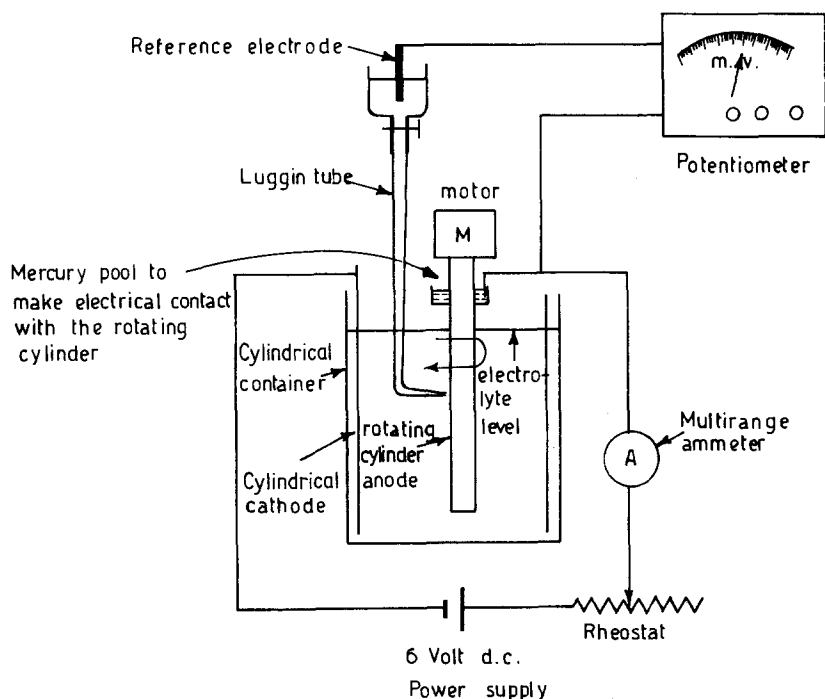 Reference electrode
m. v.
Potentiometer
Luggin tube
motor
M
Mercury pool to
make electrical contact
with the rotating
cylinder
Cylindrical
container
electro-
lyte
level
rotating
cylinder
anode
Multirange
ammeter
A
Cylindrical
cathode
Rheostat
6 Volt d.c.
Power supply